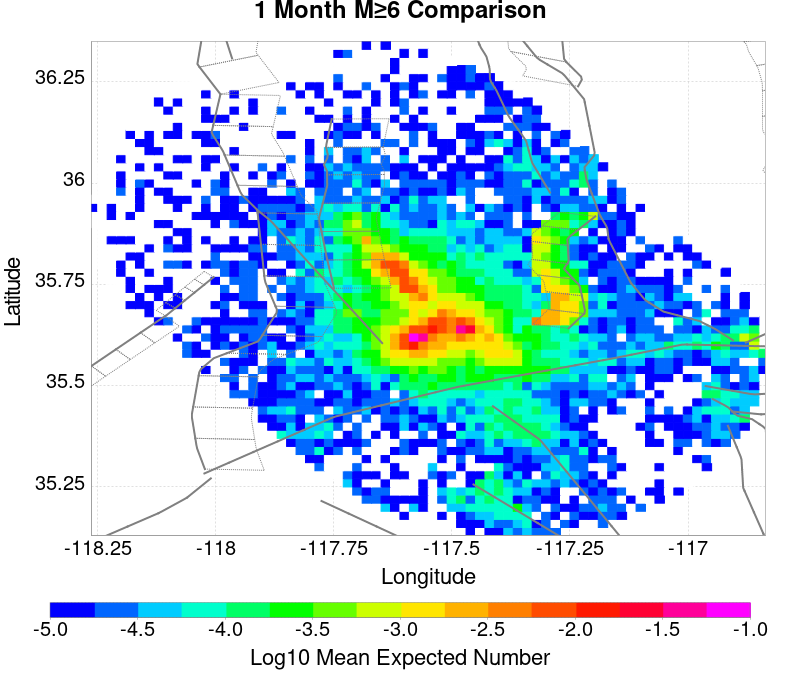 1 Month M≥6 Comparison
36.25
36
35.75
35.5
35.25
Latitude
-118.25 -118 -117.75 -117.5 -117.25 -117
Longitude
-5.0 -4.5 -4.0 -3.5 -3.0 -2.5 -2.0 -1.5 -1.0
Log10 Mean Expected Number